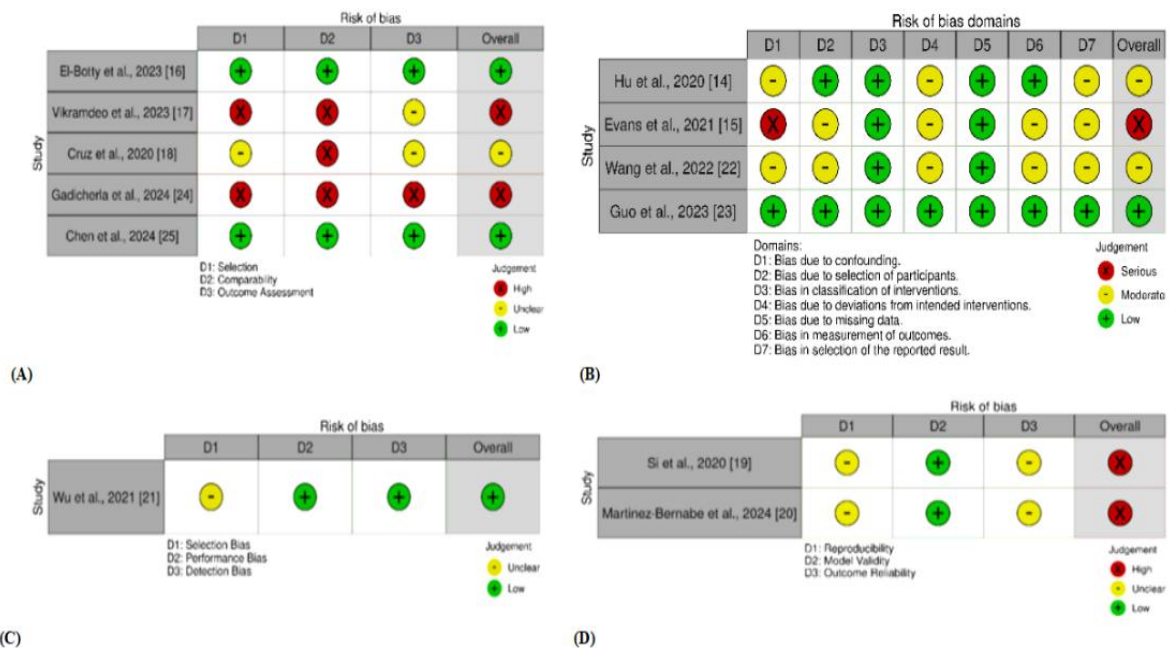 Risk of bias
D1 D2 D3 Overall
Study
El-Botty et al., 2023 [16] + + + +
Vikramdeo et al., 2023 [17] X X - X
Cruz et al., 2020 [18] - X - -
Gadicherla et al., 2024 [24] X X X X
Chen et al., 2024 [25] + + + +
D1: Selection
D2: Comparability
D3: Outcome Assessment
Judgement
X High
- Unclear
+ Low
(A)
Risk of bias domains
D1 D2 D3 D4 D5 D6 D7 Overall
Study
Hu et al., 2020 [14] - + + - + + - -
Evans et al., 2021 [15] X - + - + - - X
Wang et al., 2022 [22] - - + - + - - -
Guo et al., 2023 [23] + + + + + + + +
Domains:
D1: Bias due to confounding.
D2: Bias due to selection of participants.
D3: Bias in classification of interventions.
D4: Bias due to deviations from intended interventions.
D5: Bias due to missing data.
D6: Bias in measurement of outcomes.
D7: Bias in selection of the reported result.
Judgement
X Serious
- Moderate
+ Low
(B)
Risk of bias
D1 D2 D3 Overall
Study
Wu et al., 2021 [21] - + + +
D1: Selection Bias
D2: Performance Bias
D3: Detection Bias
Judgement
- Unclear
+ Low
(C)
Risk of bias
D1 D2 D3 Overall
Study
Si et al., 2020 [19] - + - X
Martinez-Bernabe et al., 2024 [20] - + - X
D1: Reproducibility
D2: Model Validity
D3: Outcome Reliability
Judgement
X High
- Unclear
+ Low
(D)